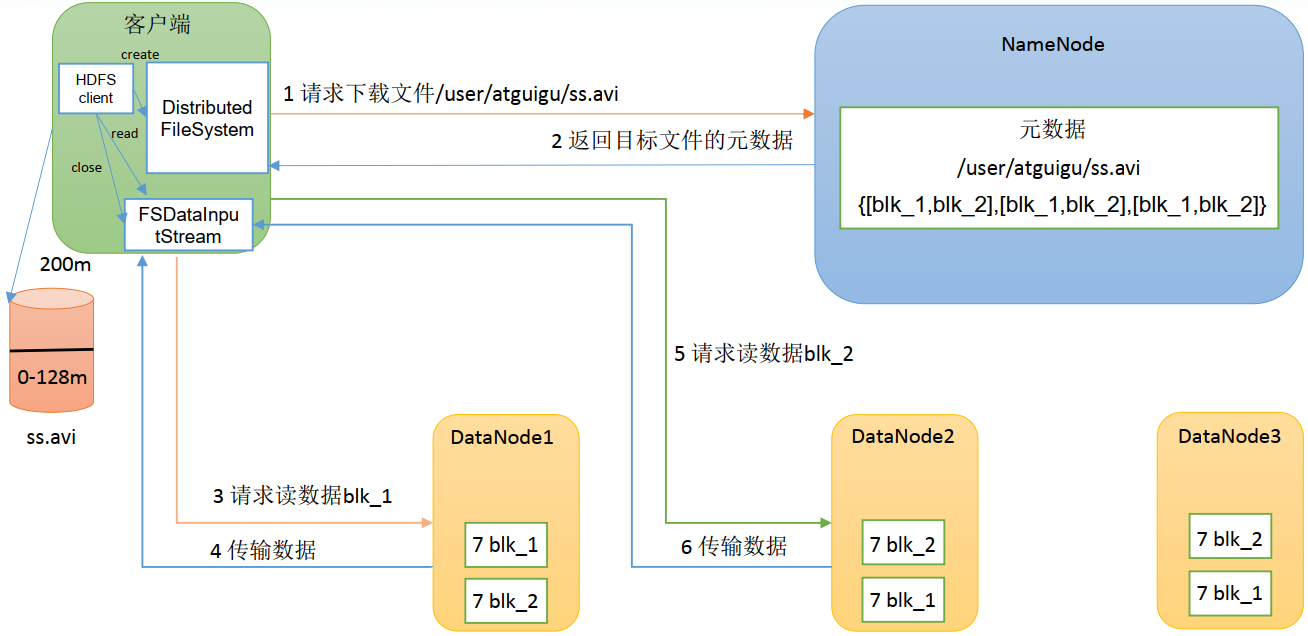 客户端
create
HDFS
client
Distributed
FileSystem
read
close
FSDataInpu
tStream
1 请求下载文件/user/atguigu/ss.avi
2 返回目标文件的元数据
NameNode
元数据
/user/atguigu/ss.avi
{[blk_1,blk_2],[blk_1,blk_2],[blk_1,blk_2]}
200m
0-128m
ss.avi
5 请求读数据blk_2
3 请求读数据blk_1
4 传输数据
6 传输数据
DataNode1
7 blk_1
7 blk_2
DataNode2
7 blk_2
7 blk_1
DataNode3
7 blk_2
7 blk_1